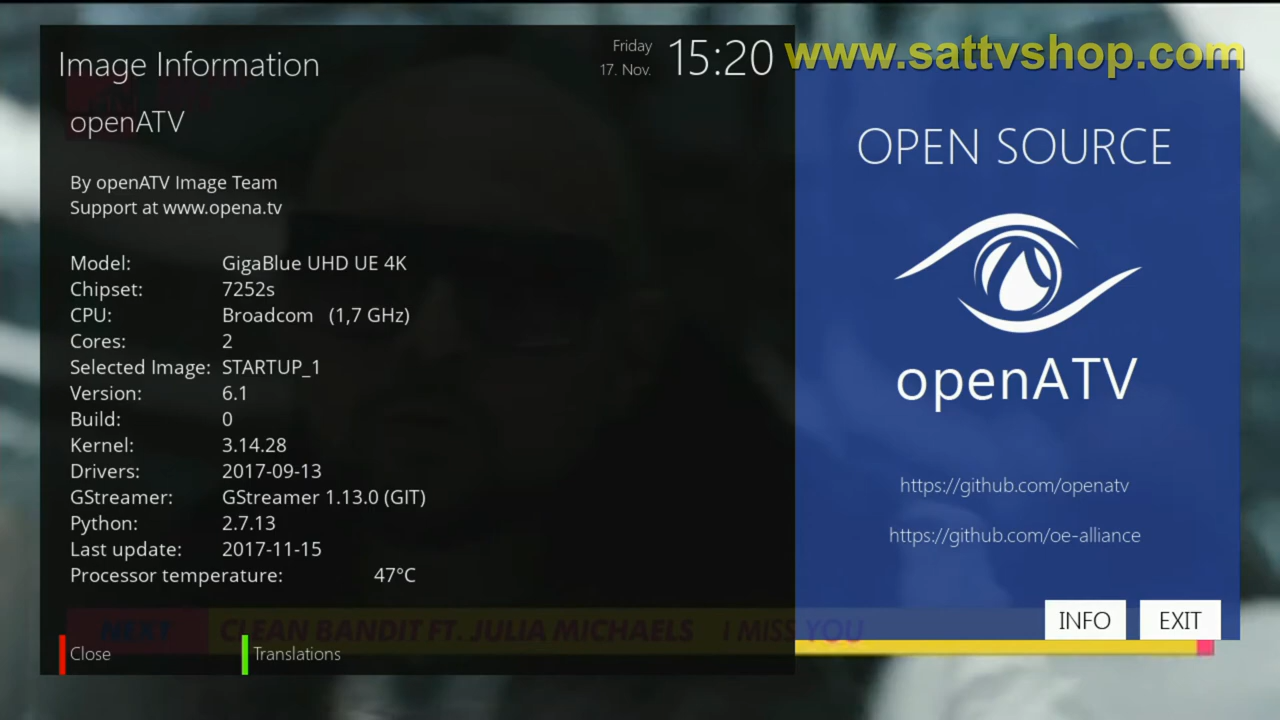 Image Information
Friday
17. Nov.
15:20
www.sattvshop.com
openATV
By openATV Image Team
Support at www.opena.tv
Model: GigaBlue UHD UE 4K
Chipset: 7252s
CPU: Broadcom (1,7 GHz)
Cores: 2
Selected Image: STARTUP_1
Version: 6.1
Build: 0
Kernel: 3.14.28
Drivers: 2017-09-13
GStreamer: GStreamer 1.13.0 (GIT)
Python: 2.7.13
Last update: 2017-11-15
Processor temperature: 47°C
NEXT CLEAN BANDIT FT. JULIA MICHAELS I MISS YOU
Close
Translations
OPEN SOURCE
openATV
https://github.com/openatv
https://github.com/oe-alliance
INFO
EXIT